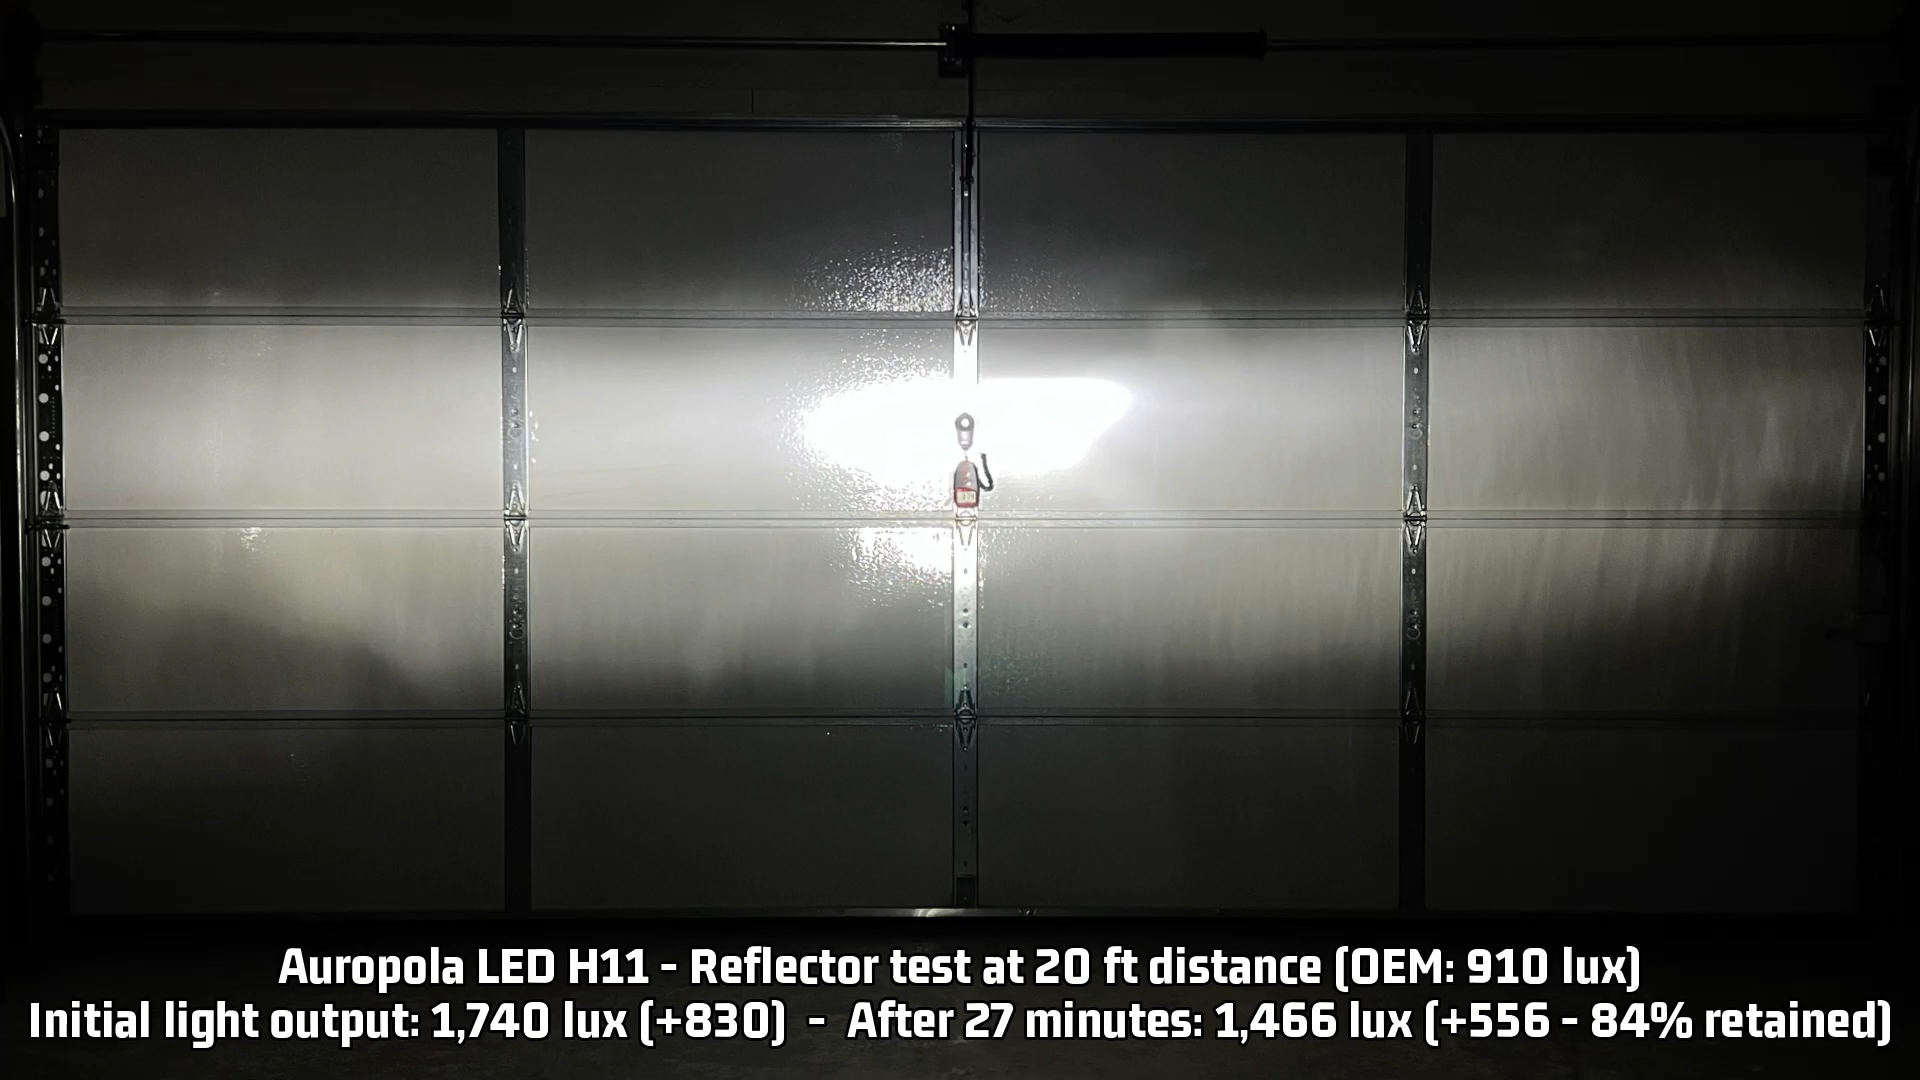 Auropola LED H11 - Reflector test at 20 ft distance (OEM: 910 lux)
Initial light output: 1,740 lux (+830) - After 27 minutes: 1,466 lux (+556 - 84% retained)